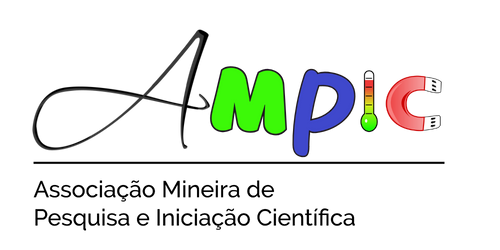 Ampic
Associação Mineira de
Pesquisa e Iniciação Científica